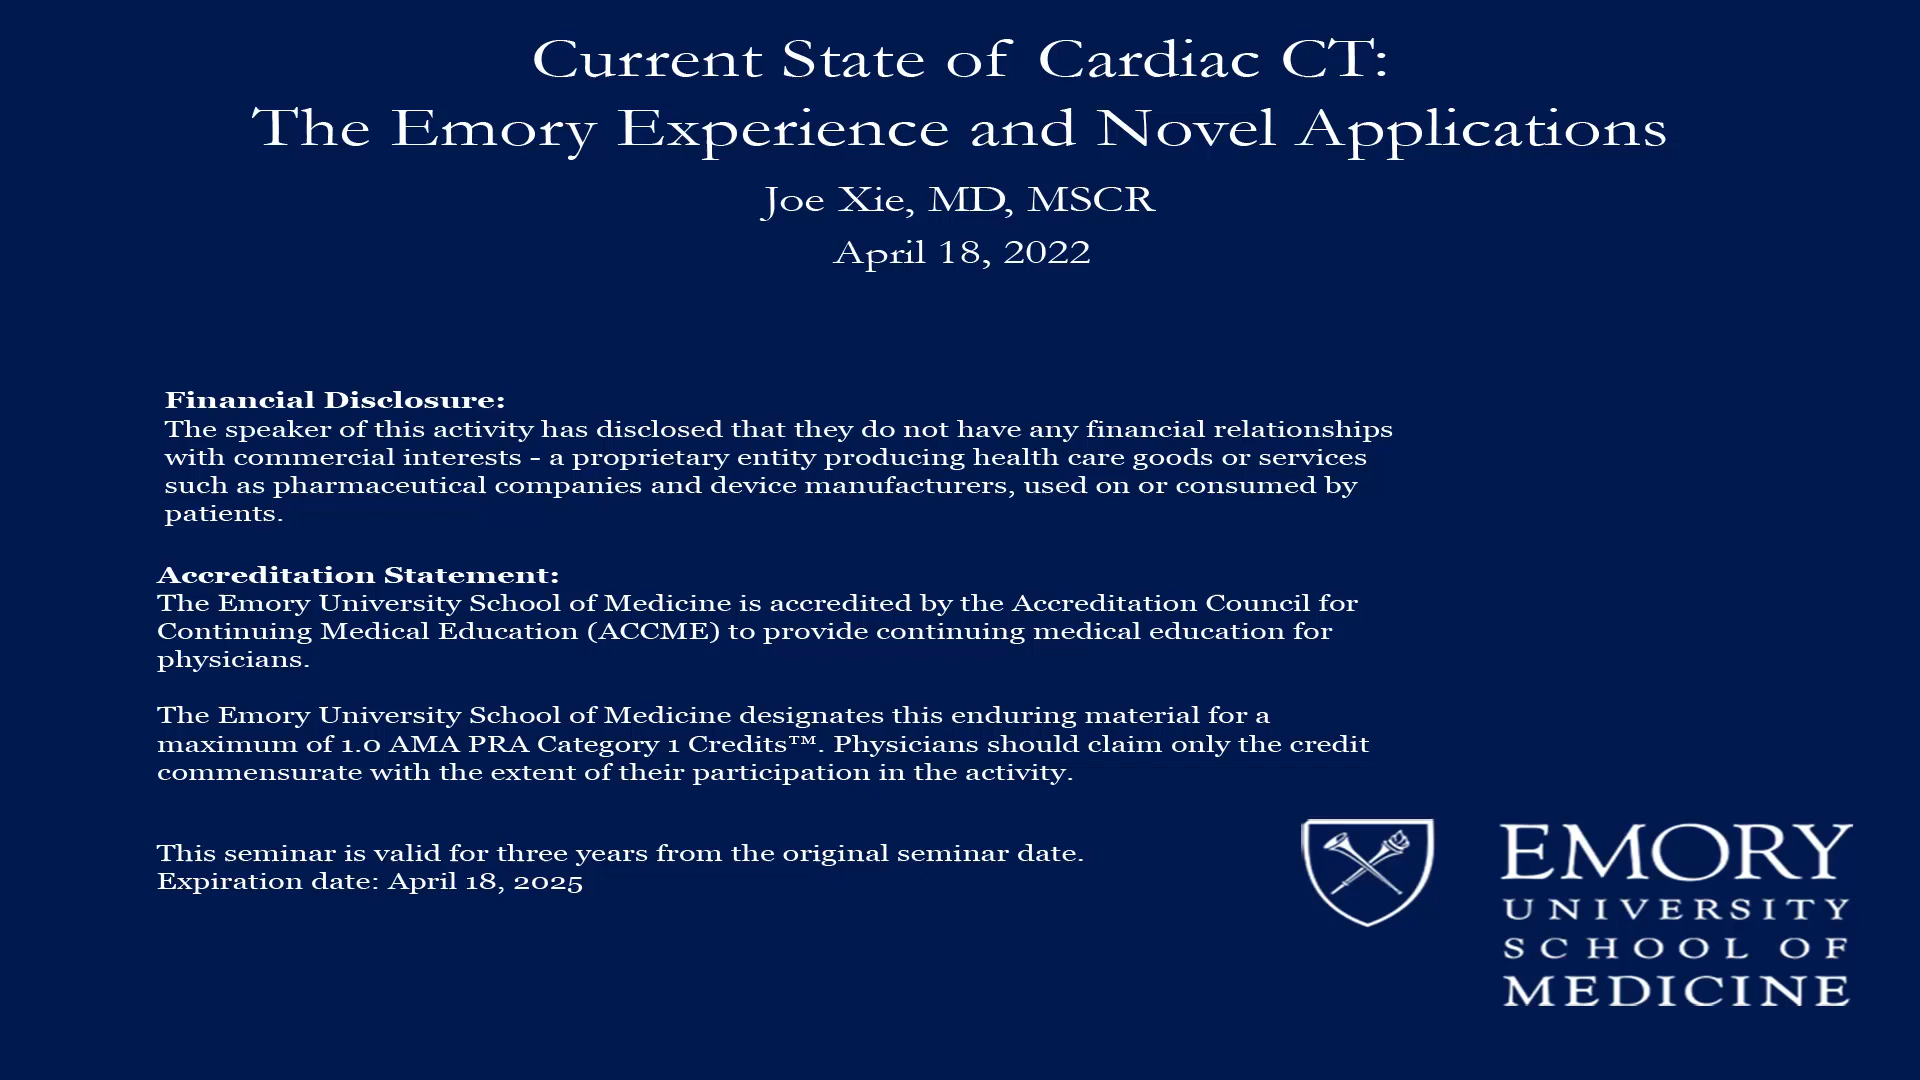 Current State of Cardiac CT:
The Emory Experience and Novel Applications
Joe Xie, MD, MSCR
April 18, 2022
Financial Disclosure:
The speaker of this activity has disclosed that they do not have any financial relationships
with commercial interests - a proprietary entity producing health care goods or services
such as pharmaceutical companies and device manufacturers, used on or consumed by
patients.
Accreditation Statement:
The Emory University School of Medicine is accredited by the Accreditation Council for
Continuing Medical Education (ACCME) to provide continuing medical education for
physicians.
The Emory University School of Medicine designates this enduring material for a
maximum of 1.0 AMA PRA Category 1 Credits™. Physicians should claim only the credit
commensurate with the extent of their participation in the activity.
This seminar is valid for three years from the original seminar date.
Expiration date: April 18, 2025
EMORY
UNIVERSITY
SCHOOL OF
MEDICINE